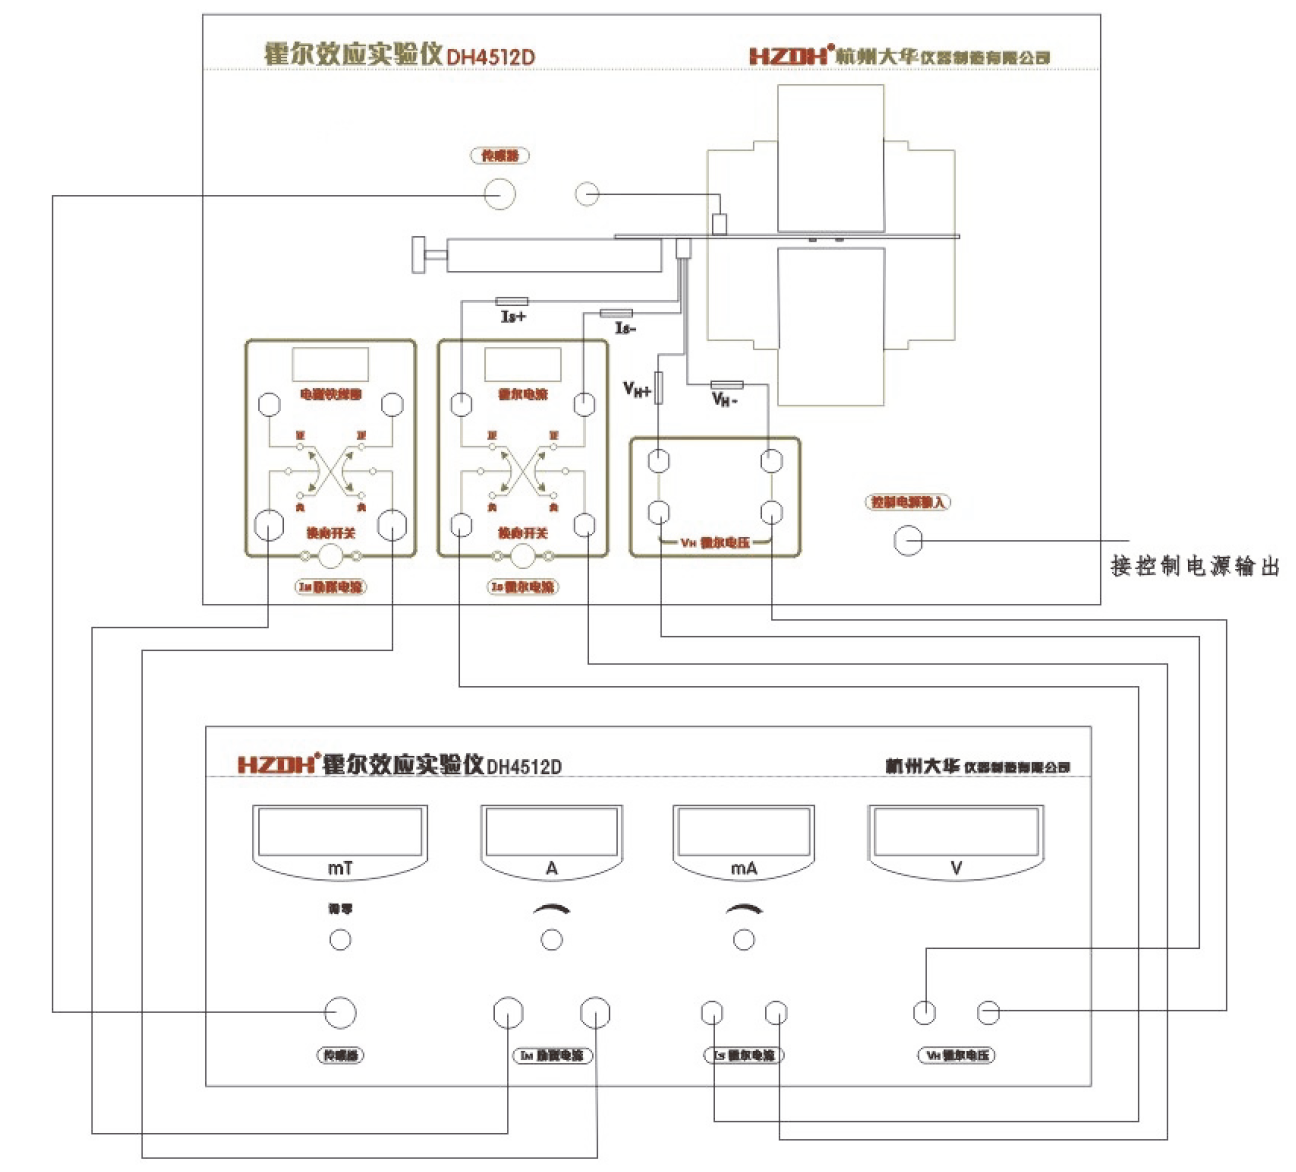 霍尔效应实验仪DH4512D
HZDH®杭州大华仪器制造有限公司
传感器
Is+
Is-
VH+
VH-
电磁铁线圈
正 正
负 负
换向开关
IM 励磁电流
霍尔电流
正 正
负 负
换向开关
Is 霍尔电流
VH 霍尔电压
控制电源输入
接控制电源输出
HZDH®霍尔效应实验仪DH4512D
杭州大华仪器制造有限公司
mT
A
mA
V
调零
传感器
IM 励磁电流
Is 霍尔电流
VH 霍尔电压